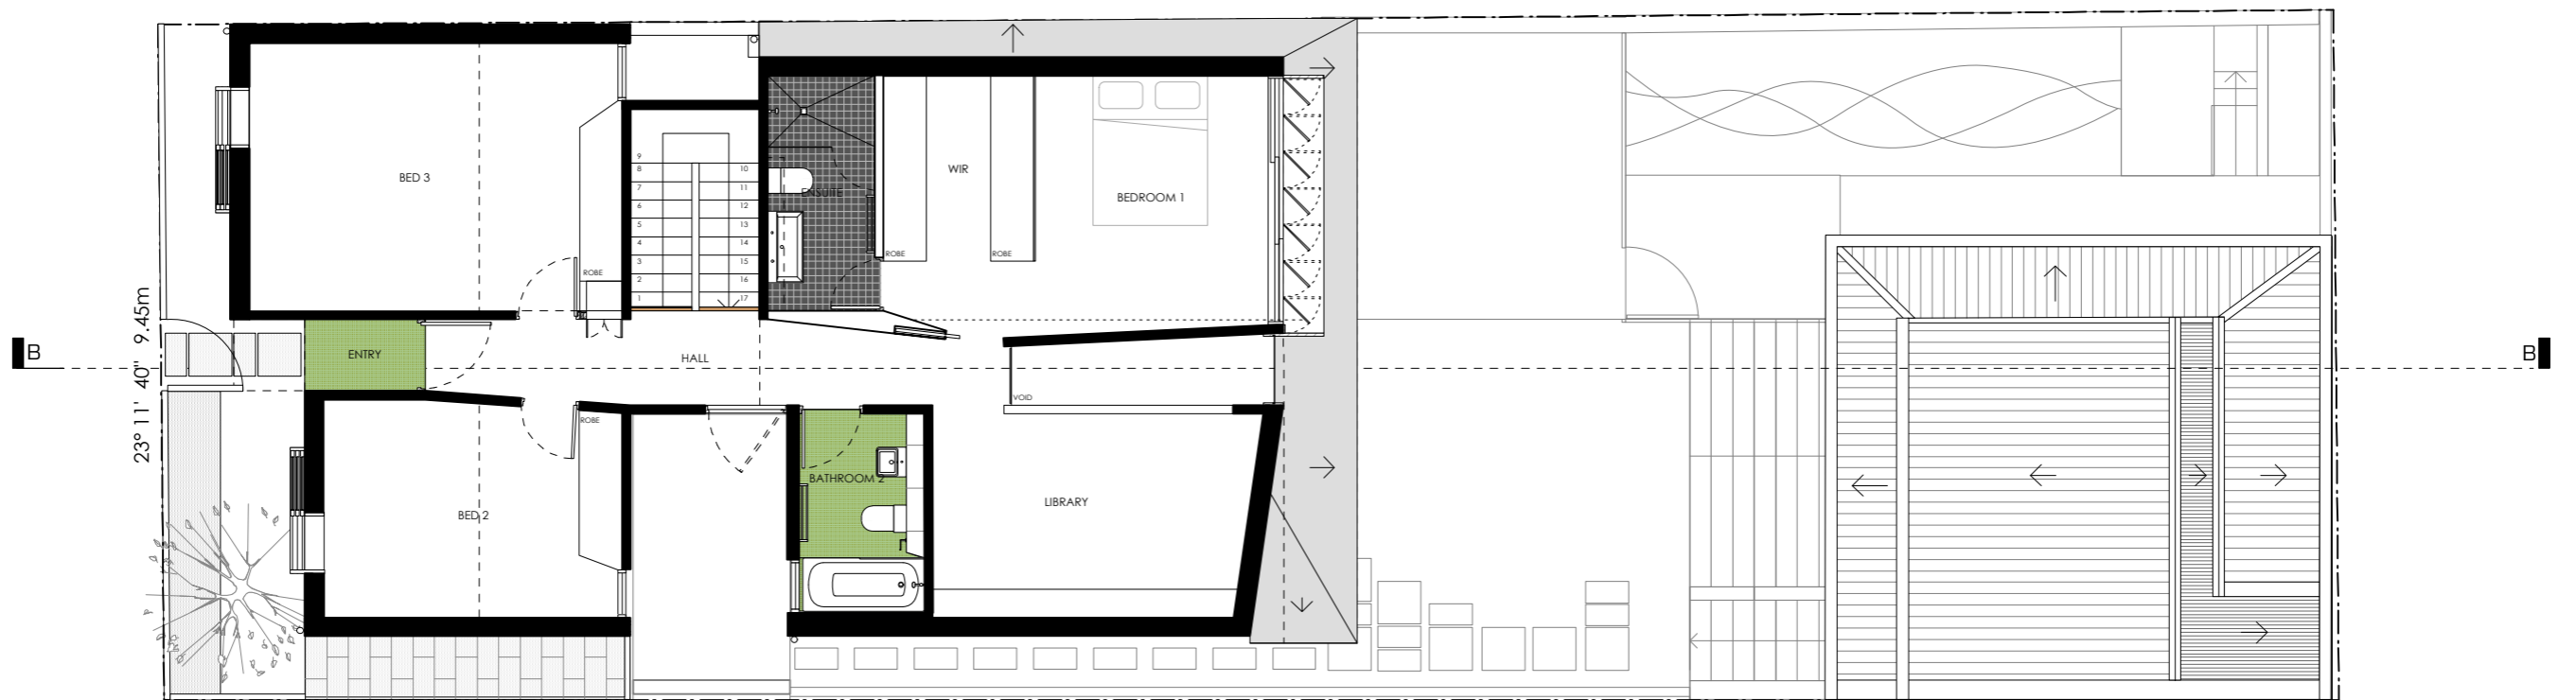 BED 3
ENSUITE
WIR
BEDROOM 1
ROBE
ROBE
ROBE
9
8
7
6
5
4
3
2
1
10
11
12
13
14
15
16
17
23° 11' 40" 9.45m
B
ENTRY
HALL
B
VOID
ROBE
BATHROOM 2
LIBRARY
BED 2